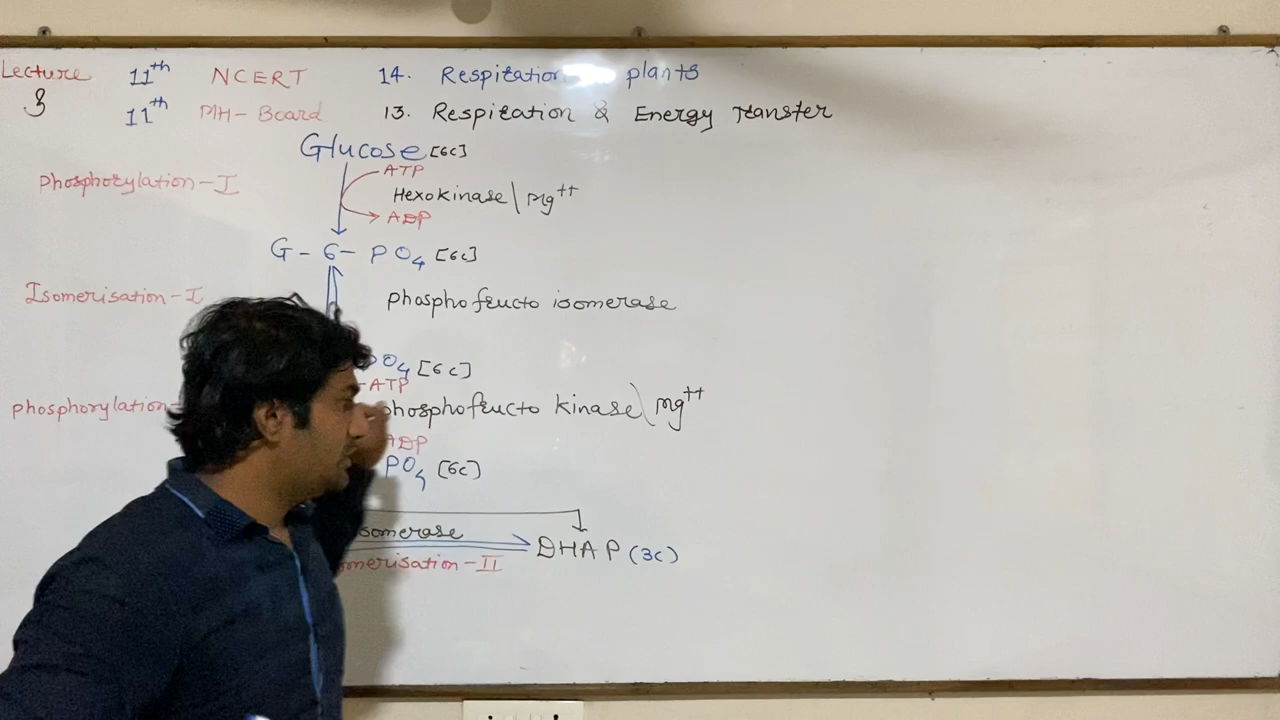 Lecture 11th NCERT 14. Respiration plants
3 11th MH-Board 13. Respiration & Energy Transfer
Glucose [6c]
ATP
Phosphorylation-I
Hexokinase\Mg++
ADP
G-6-PO4 [6c]
Isomerisation-I phosphofructo isomerase
PO4 [6c]
ATP
phosphorylation- phosphofructo kinase\Mg++
ADP
PO4 [6c]
somerase
DHAP (3c)
merisation-II